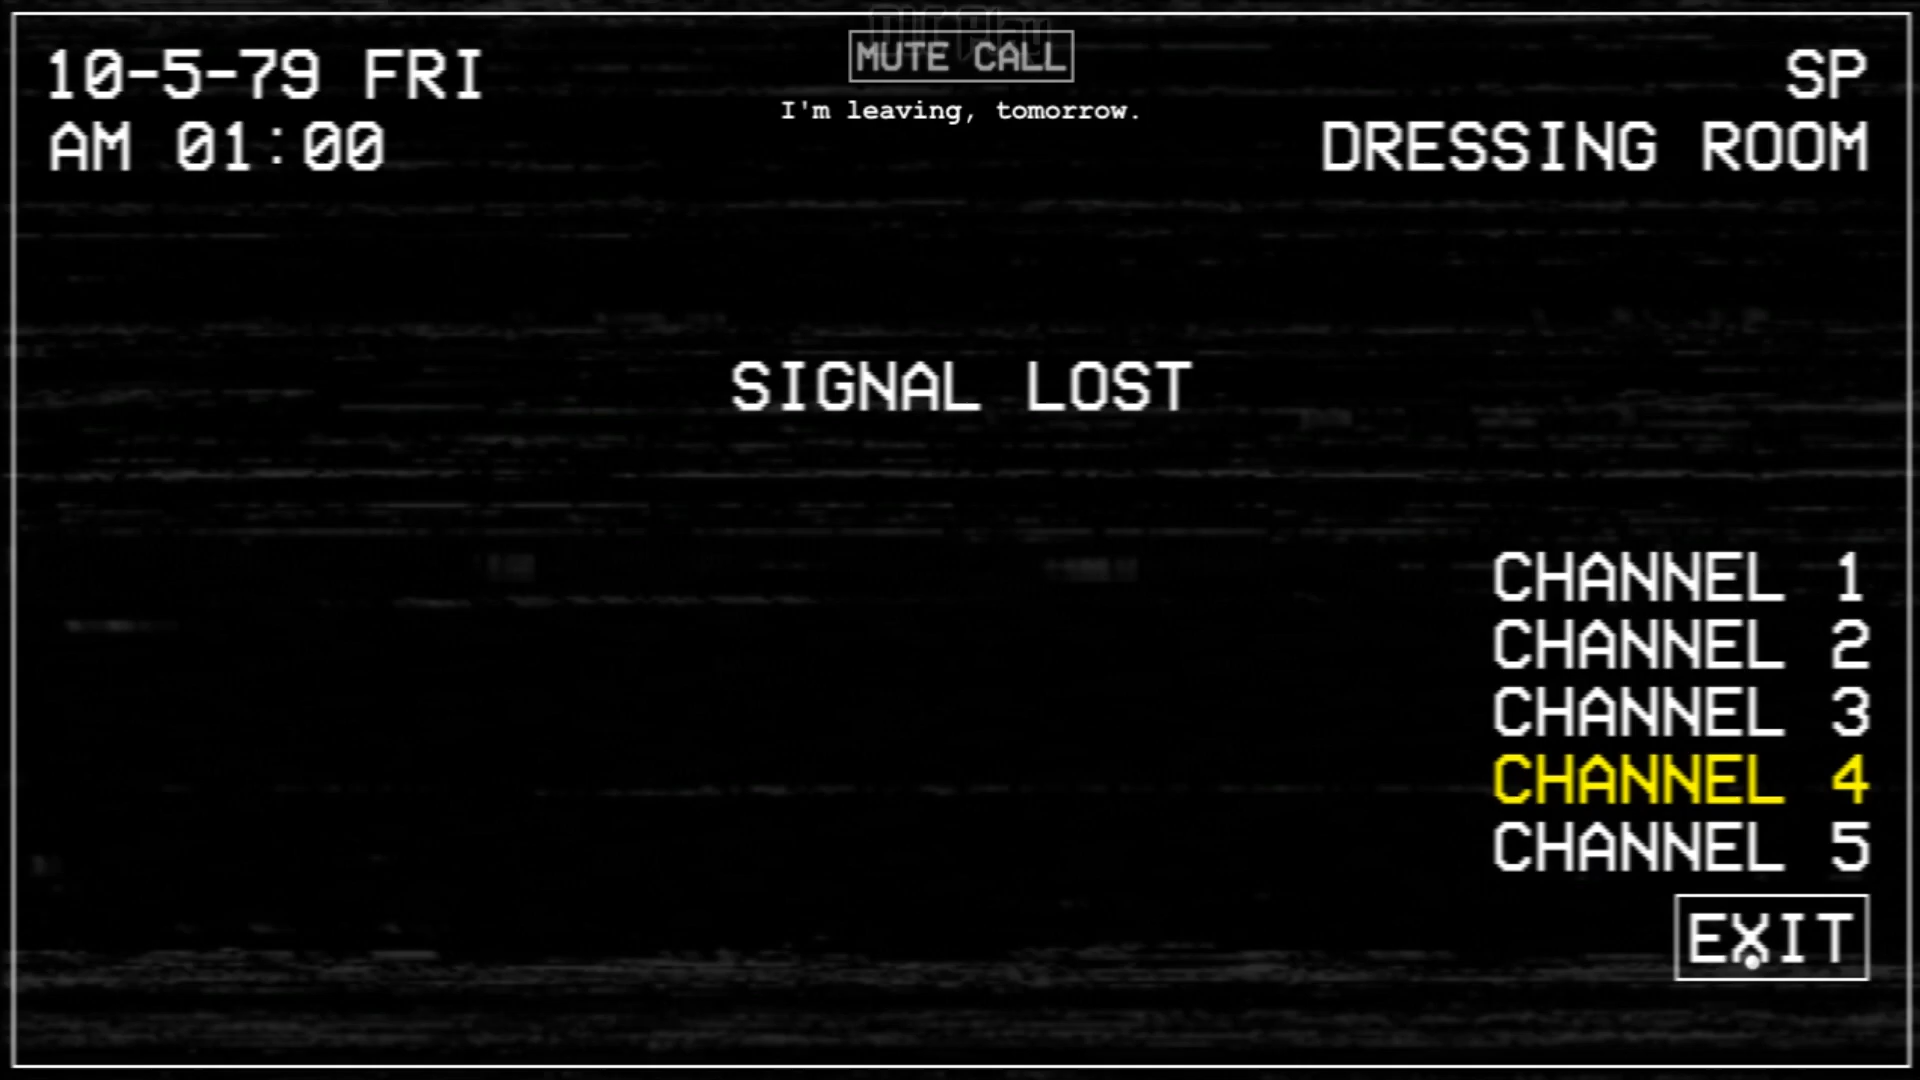 10-5-79 FRI
AM 01:00
MUTE CALL
I'm leaving, tomorrow.
SP
DRESSING ROOM
SIGNAL LOST
CHANNEL 1
CHANNEL 2
CHANNEL 3
CHANNEL 4
CHANNEL 5
EXIT